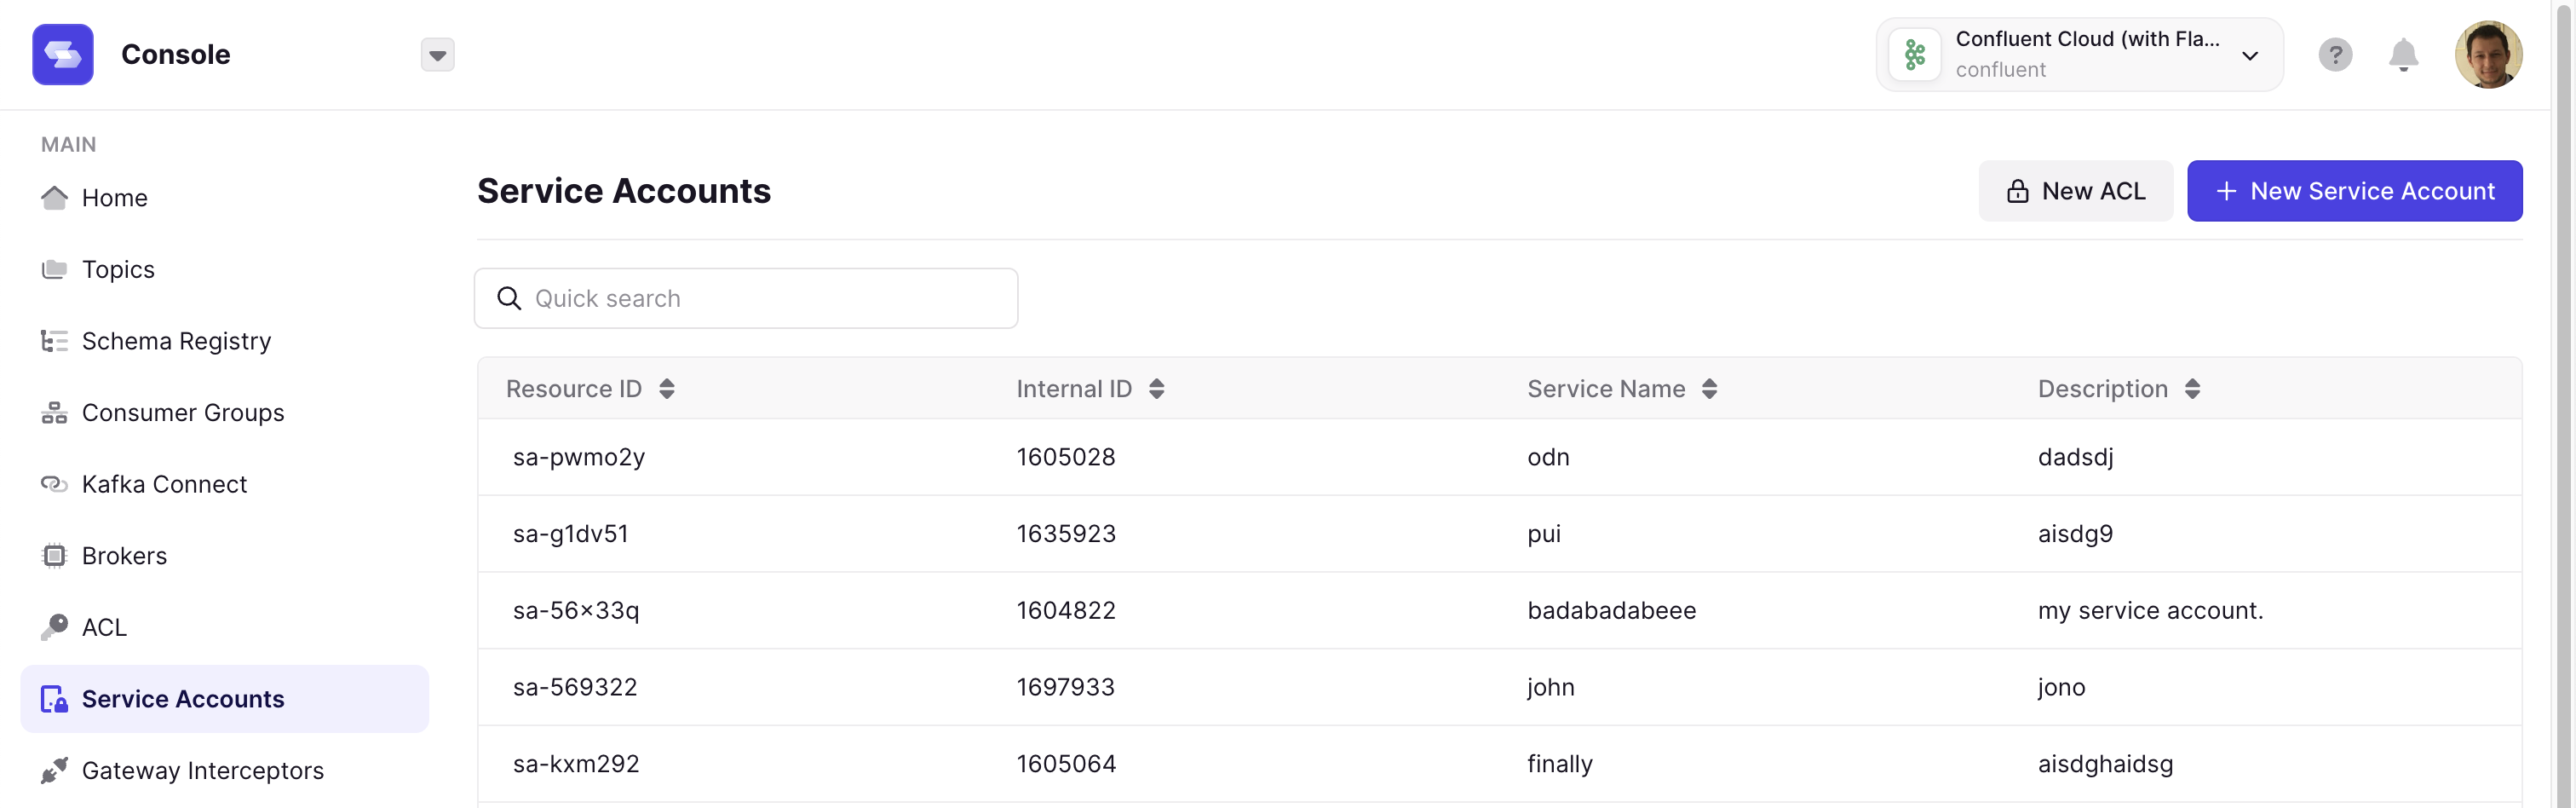 Console
Confluent Cloud (with Fla...
confluent
?
MAIN
Home
Topics
Schema Registry
Consumer Groups
Kafka Connect
Brokers
ACL
Service Accounts
Gateway Interceptors
Service Accounts
New ACL
+ New Service Account
Quick search
Resource ID Internal ID Service Name Description
sa-pwmo2y 1605028 odn dadsdj
sa-g1dv51 1635923 pui aisdg9
sa-56x33q 1604822 badabadabeee my service account.
sa-569322 1697933 john jono
sa-kxm292 1605064 finally aisdghaidsg